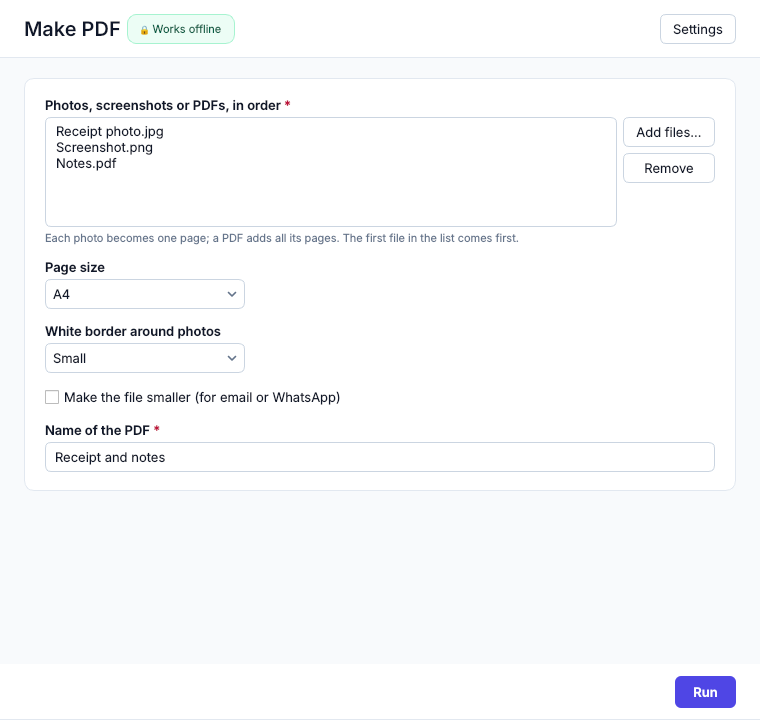 Make PDF
🔒 Works offline
Settings
Photos, screenshots or PDFs, in order *
Receipt photo.jpg
Screenshot.png
Notes.pdf
Add files...
Remove
Each photo becomes one page; a PDF adds all its pages. The first file in the list comes first.
Page size
A4
White border around photos
Small
Make the file smaller (for email or WhatsApp)
Name of the PDF *
Receipt and notes
Run